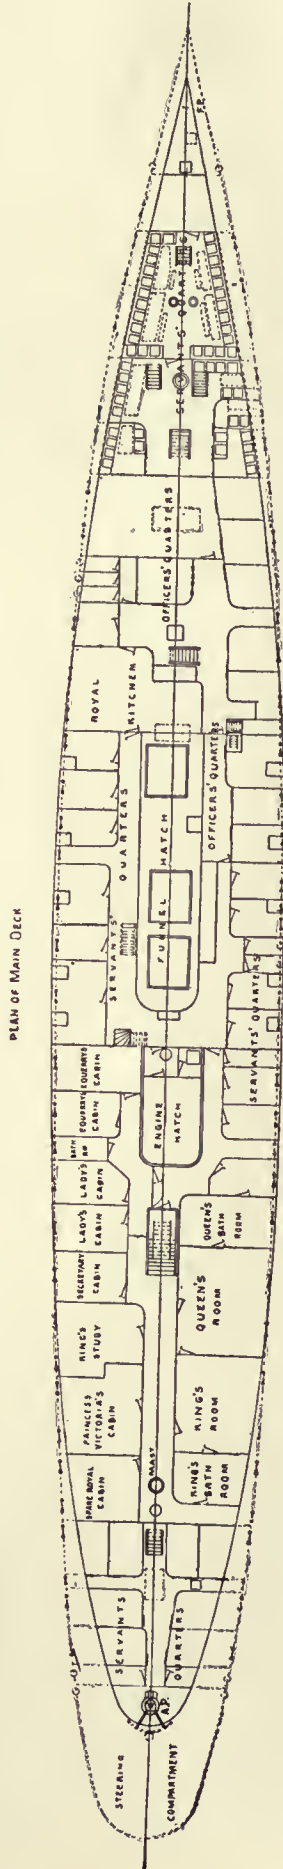 PLAN OF MAIN DECK
F.P.
SERVANTS' QUARTERS
OFFICERS' QUARTERS
ROYAL
KITCHEN
OFFICERS' QUARTERS
SERVANTS'
QUARTERS
FUNNEL HATCH
SERVANTS' QUARTERS
EQUERRY'S
CABIN
EQUERRY'S
CABIN
ENGINE
HATCH
BATH
RM
LADY'S
CABIN
LADY'S
CABIN
QUEEN'S
BATH
ROOM
SECRETARY
CABIN
QUEEN'S
ROOM
KING'S
STUDY
PRINCESS
VICTORIA'S
CABIN
KING'S
ROOM
SPARE ROYAL
CABIN
MAST
KING'S
BATH
ROOM
SERVANTS
QUARTERS
A.P.
STEERING
COMPARTMENT